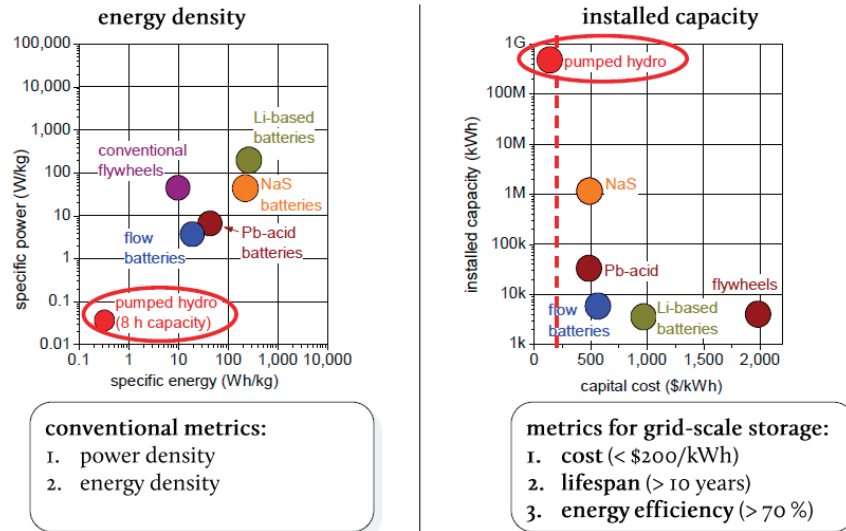 energy density
100,000
10,000
1,000
100
10
1
0.1
0.01
specific power (W/kg)
Li-based
batteries
conventional
flywheels
NaS
batteries
flow
batteries
Pb-acid
batteries
pumped hydro
(8 h capacity)
0.1 1 10 100 1,000 10,000
specific energy (Wh/kg)
conventional metrics:
1. power density
2. energy density
installed capacity
1G
100M
1M
100k
10k
1k
installed capacity (kWh)
pumped hydro
NaS
Pb-acid
flow
batteries
Li-based
batteries
flywheels
0 500 1,000 1,500 2,000
capital cost ($/kWh)
metrics for grid-scale storage:
1. cost (< $200/kWh)
2. lifespan (> 10 years)
3. energy efficiency (> 70 %)